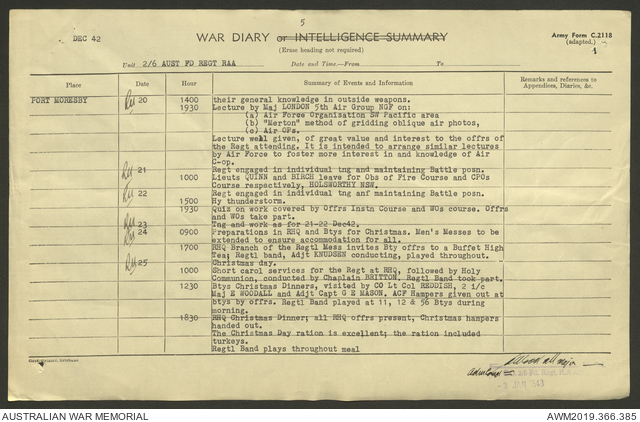 5
DEC 42
WAR DIARY or INTELLIGENCE SUMMARY
Army Form C.2118
(adapted.)
(Erase heading not required)
1
Unit 2/6 AUST FD REGT RAA Date and Time.—From To
Place Date Hour Summary of Events and Information Remarks and references to Appendices, Diaries, &c.
PORT MORESBY 20 1400 their general knowledge in outside weapons.
1930 Lecture by Maj LONDON 5th Air Group NGF on:
(a) Air Force Organisation SW Pacific area
(b) "Merton" method of gridding oblique air photos,
(c) Air OPs.
Lecture well given, of great value and interest to the offrs of
the Regt attending. It is intended to arrange similar lectures
by Air Force to foster more interest in and knowledge of Air
C-op.
21 Regt engaged in individual tng and maintaining Battle posn.
1000 Lieuts QUINN and BIRCH leave for Obs of Fire Course and CPOs
Course respectively, HOLSWORTHY NSW.
22 Regt engaged in individual tng anf maintaining Battle posn.
1500 Hy thunderstorm.
1930 Quiz on work covered by Offrs Instn Course and WOs course. Offrs
and WOs take part.
23 Tng and work as for 21-22 Dec42.
24 0900 Preparations in RHQ and Btys for Christmas. Men's Messes to be
extended to ensure accommodation for all.
1700 RHQ Branch of the Regtl Mess invites Bty offrs to a Buffet High
Tea; Regtl band, Adjt KNUDSEN conducting, played throughout.
25 Christmas day.
1000 Short carol services for the Regt at RHQ, followed by Holy
Communion, conducted by Chaplain BRITTON. Regtl Band took part.
1230 Btys Christmas Dinners, visited by CO Lt Col REDDISH, 2 i/c
Maj E WOODALL and Adjt Capt G E MASON. ACF Hampers given out at
btys by offrs. Regtl Band played at 11, 12 & 56 Btys during
morning.
1830 RHQ Christmas Dinner; all RHQ offrs present, Christmas hampers
handed out.
The Christmas Day ration is excellent; the ration included
turkeys.
Regtl Band plays throughout meal
Major
JAN 1943
AUSTRALIAN WAR MEMORIAL AWM2019.366.385